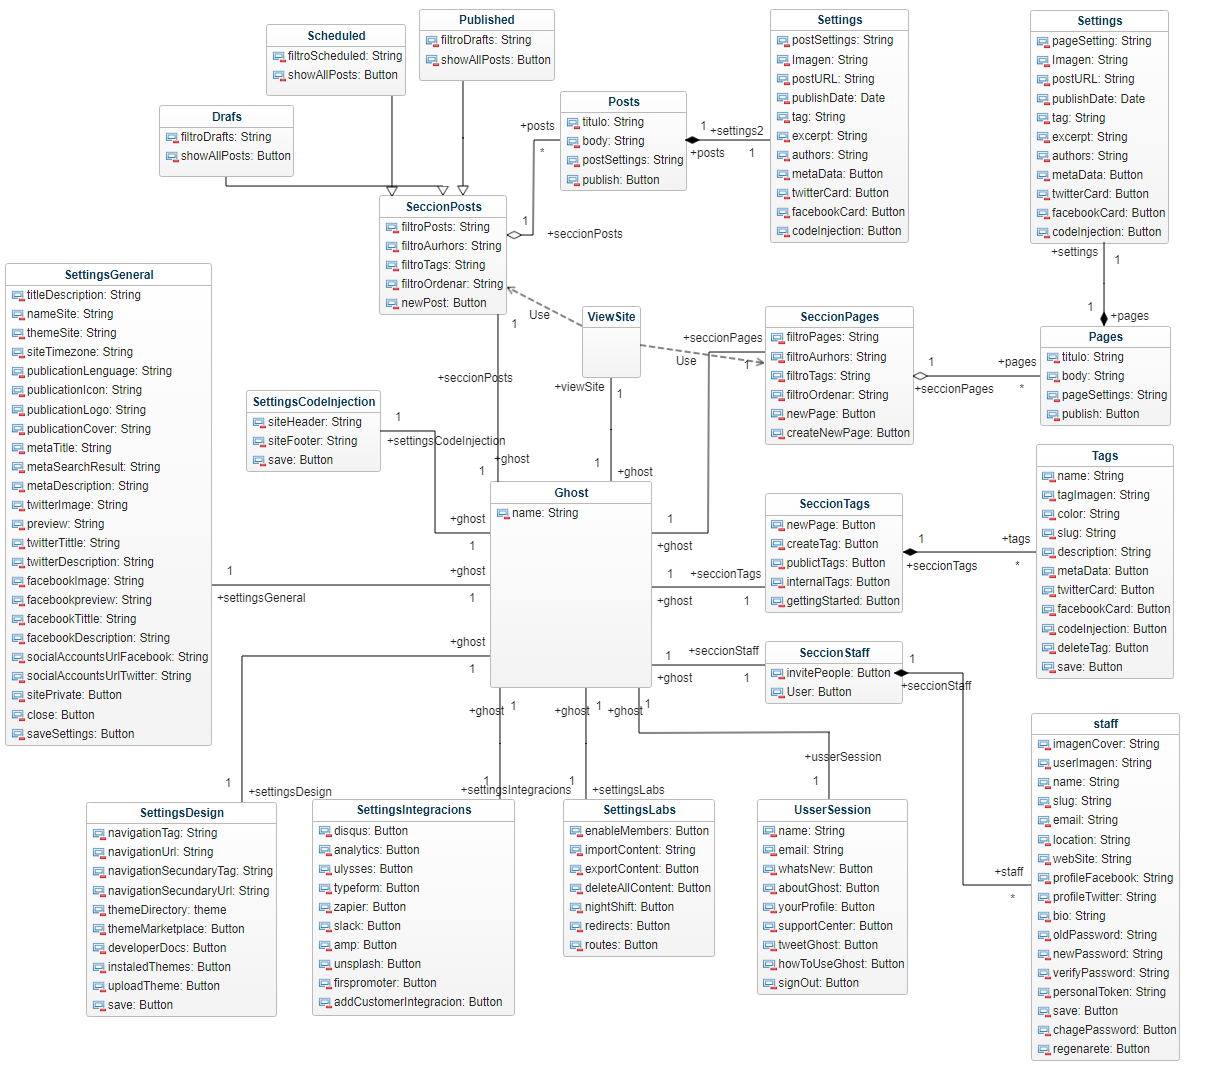 Scheduled
filtroScheduled: String
showAllPosts: Button
Published
filtroDrafts: String
showAllPosts: Button
Drafs
filtroDrafts: String
showAllPosts: Button
Posts
titulo: String
body: String
postSettings: String
publish: Button
Settings
postSettings: String
Imagen: String
postURL: String
publishDate: Date
tag: String
excerpt: String
authors: String
metaData: Button
twitterCard: Button
facebookCard: Button
codeInjection: Button
Settings
pageSetting: String
Imagen: String
postURL: String
publishDate: Date
tag: String
excerpt: String
authors: String
metaData: Button
twitterCard: Button
facebookCard: Button
codeInjection: Button
+posts
*
1
+seccionPosts
1
+settings2
+posts
1
+settings
1
1
+pages
SeccionPosts
filtroPosts: String
filtroAurhors: String
filtroTags: String
filtroOrdenar: String
newPost: Button
Use
1
+seccionPosts
ViewSite
+viewSite
1
Use
1
+seccionPages
SeccionPages
filtroPages: String
filtroAurhors: String
filtroTags: String
filtroOrdenar: String
newPage: Button
createNewPage: Button
1
+pages
+seccionPages
*
Pages
titulo: String
body: String
pageSettings: String
publish: Button
SettingsGeneral
titleDescription: String
nameSite: String
themeSite: String
siteTimezone: String
publicationLenguage: String
publicationIcon: String
publicationLogo: String
publicationCover: String
metaTitle: String
metaSearchResult: String
metaDescription: String
twitterImage: String
preview: String
twitterTittle: String
twitterDescription: String
facebookImage: String
facebookpreview: String
facebookTittle: String
facebookDescription: String
socialAccountsUrlFacebook: String
socialAccountsUrlTwitter: String
sitePrivate: Button
close: Button
saveSettings: Button
SettingsCodeInjection
siteHeader: String
siteFooter: String
save: Button
1
+settingsCodeInjection
+ghost
1
1
+ghost
Ghost
name: String
+ghost
1
1
+settingsGeneral
+ghost
1
+ghost
1
1
+ghost
1
+seccionTags
+ghost
1
SeccionTags
newPage: Button
createTag: Button
publictTags: Button
internalTags: Button
gettingStarted: Button
1
+tags
+seccionTags
*
Tags
name: String
tagImagen: String
color: String
slug: String
description: String
metaData: Button
twitterCard: Button
facebookCard: Button
codeInjection: Button
deleteTag: Button
save: Button
1
+seccionStaff
+ghost
1
SeccionStaff
invitePeople: Button
User: Button
1
+seccionStaff
+staff
*
staff
imagenCover: String
userImagen: String
name: String
slug: String
email: String
location: String
webSite: String
profileFacebook: String
profileTwitter: String
bio: String
oldPassword: String
newPassword: String
verifyPassword: String
personalToken: String
save: Button
chagePassword: Button
regenarete: Button
+ghost
1
+ghost
1
+ghost
1
1
+settingsDesign
1
+settingsIntegracions
1
+settingsLabs
+usserSession
1
SettingsDesign
navigationTag: String
navigationUrl: String
navigationSecundaryTag: String
navigationSecundaryUrl: String
themeDirectory: theme
themeMarketplace: Button
developerDocs: Button
instaledThemes: Button
uploadTheme: Button
save: Button
SettingsIntegracions
disqus: Button
analytics: Button
ulysses: Button
typeform: Button
zapier: Button
slack: Button
amp: Button
unsplash: Button
firspromoter: Button
addCustomerIntegracion: Button
SettingsLabs
enableMembers: Button
importContent: String
exportContent: Button
deleteAllContent: Button
nightShift: Button
redirects: Button
routes: Button
UsserSession
name: String
email: String
whatsNew: Button
aboutGhost: Button
yourProfile: Button
supportCenter: Button
tweetGhost: Button
howToUseGhost: Button
signOut: Button